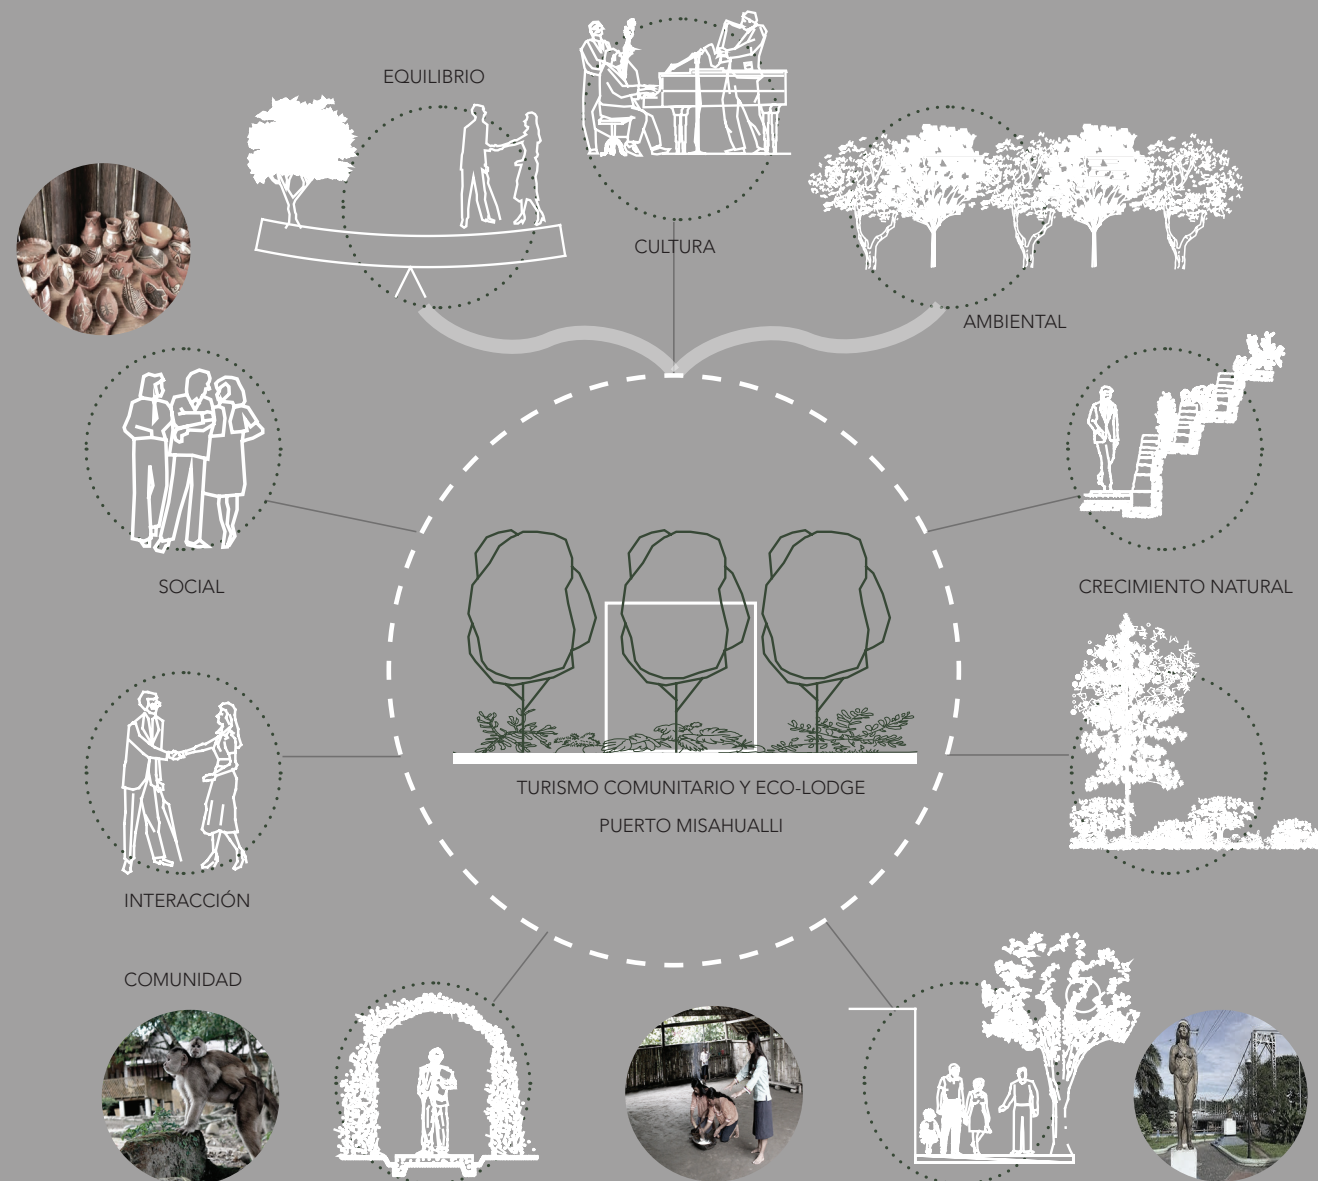 EQUILIBRIO
CULTURA
AMBIENTAL
SOCIAL
CRECIMIENTO NATURAL
TURISMO COMUNITARIO Y ECO-LODGE
PUERTO MISAHUALLI
INTERACCIÓN
COMUNIDAD